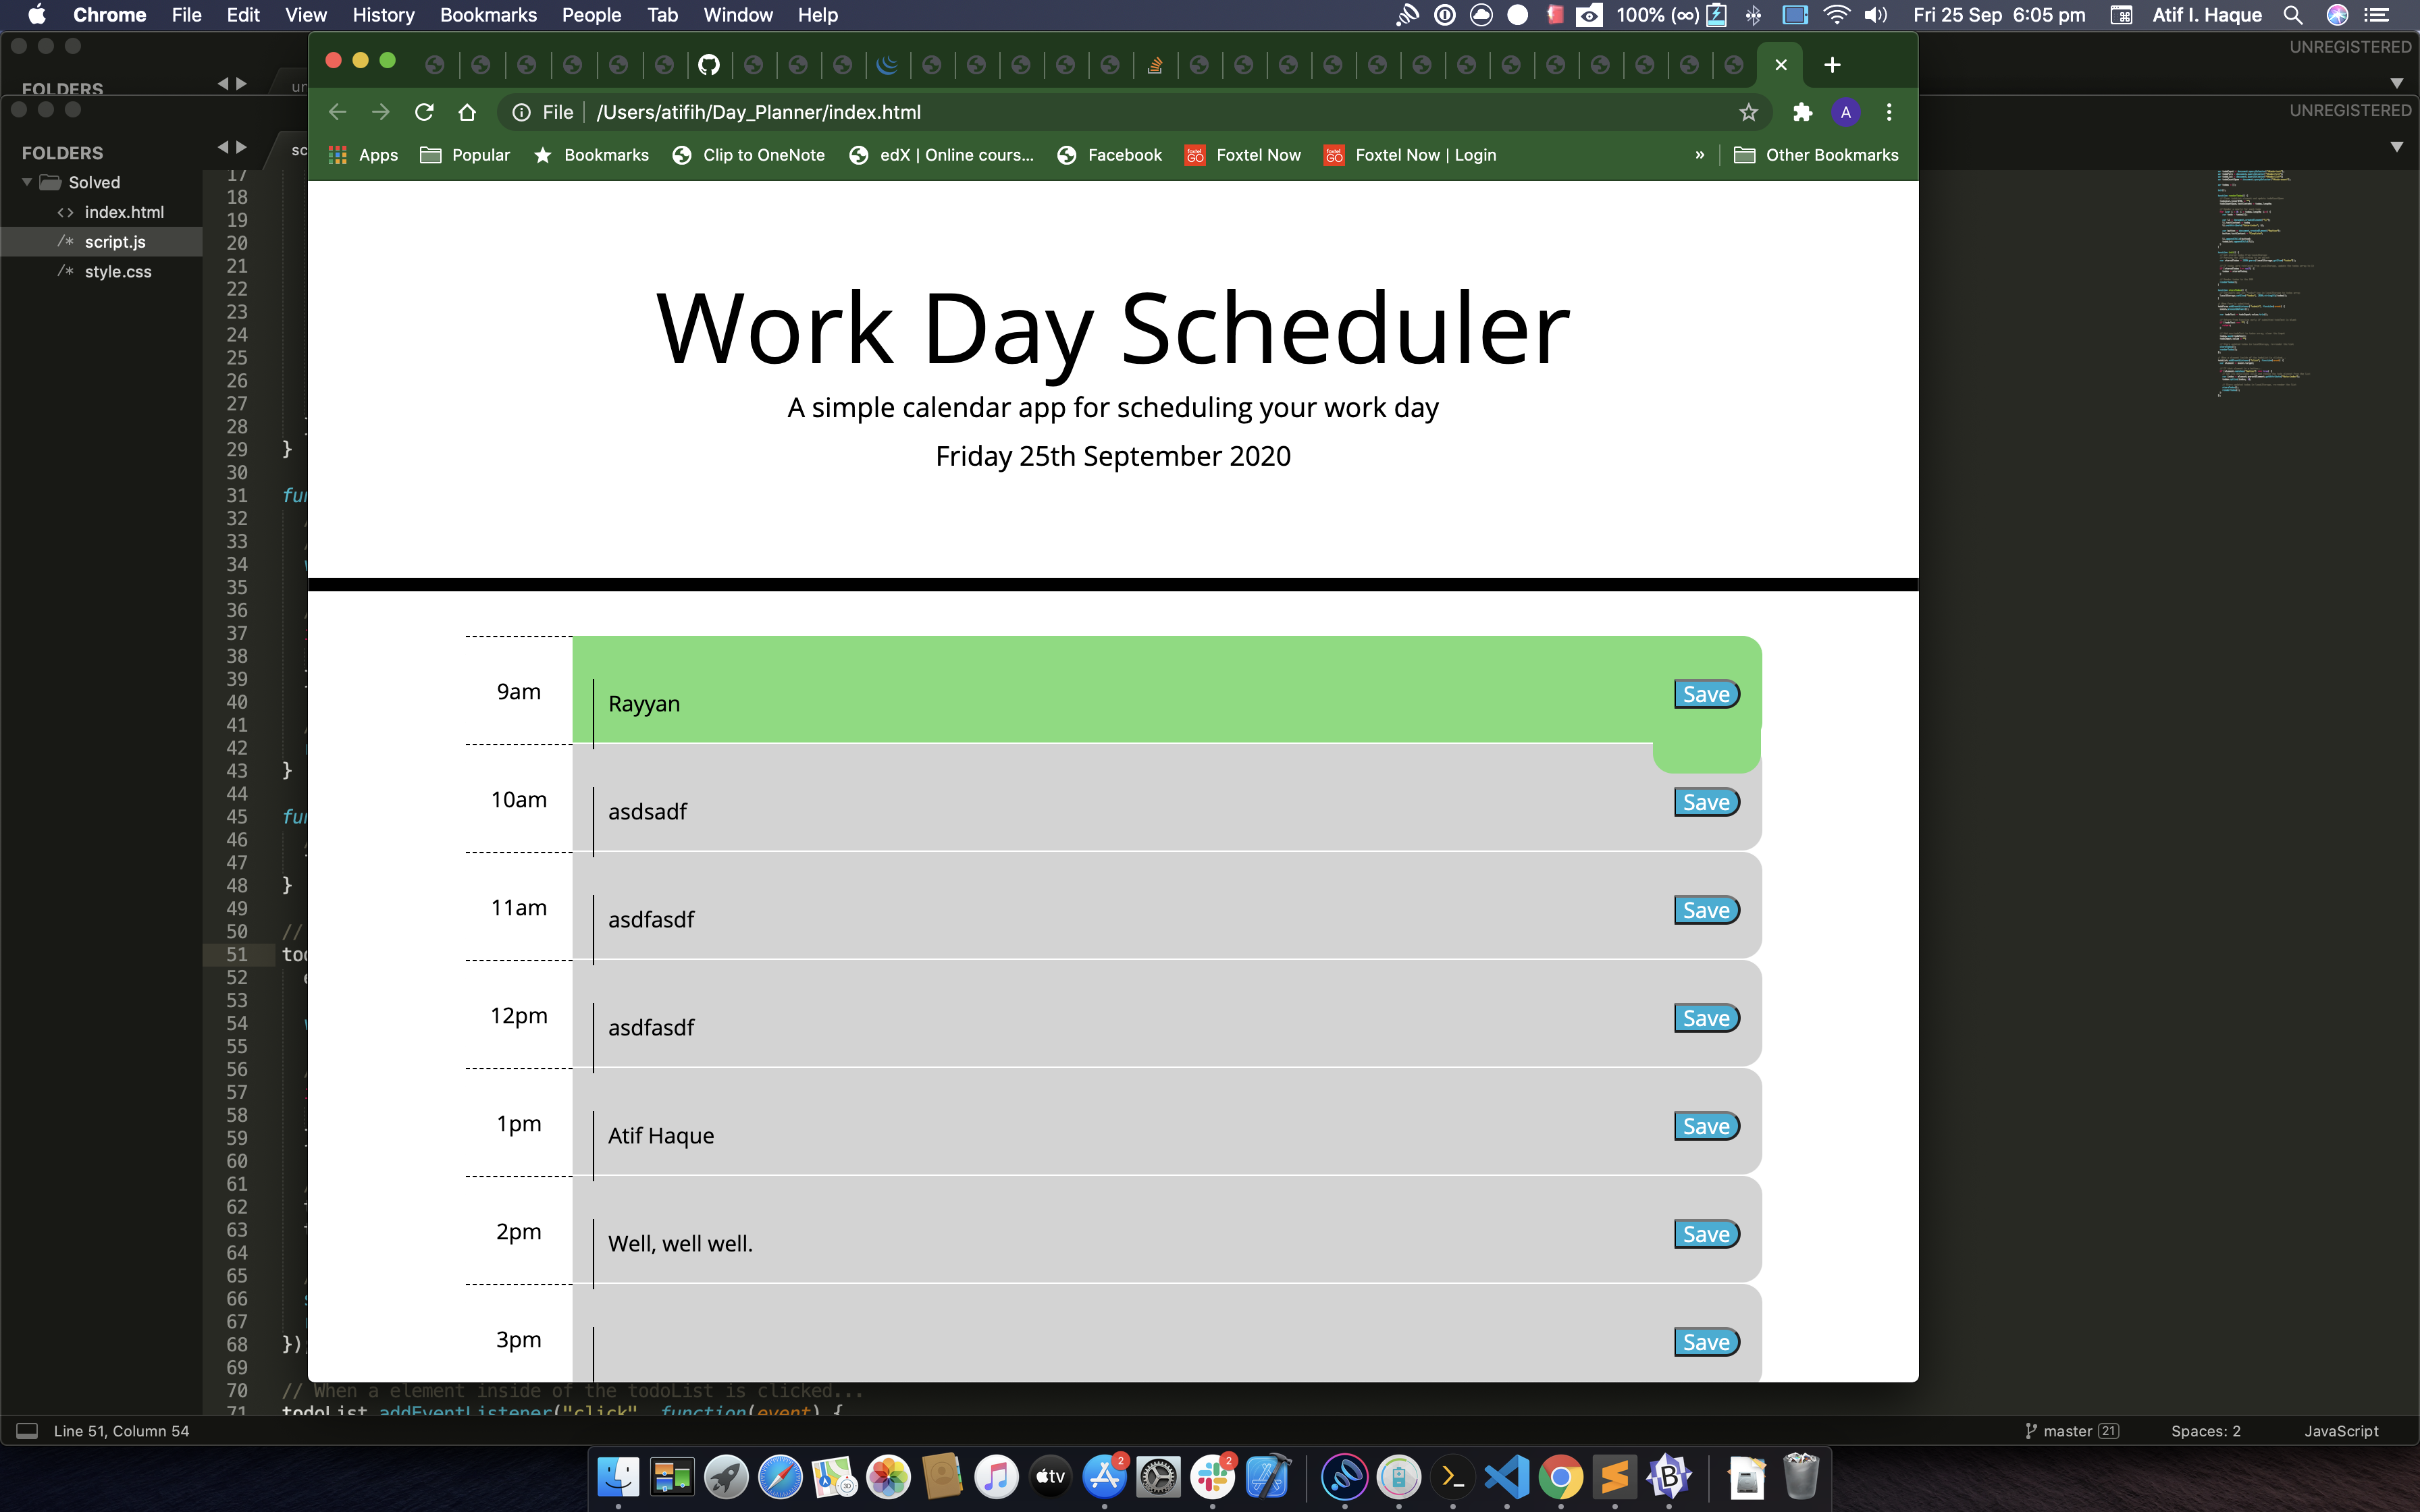 Chrome File Edit View History Bookmarks People Tab Window Help 100% (∞) Fri 25 Sep 6:05 pm Atif I. Haque
UNREGISTERED
FOLDERS
un
UNREGISTERED
FOLDERS
sc
Solved
index.html
script.js
style.css
File /Users/atifih/Day_Planner/index.html A
Apps Popular Bookmarks Clip to OneNote edX | Online cours... Facebook Foxtel Now Foxtel Now | Login » Other Bookmarks
Work Day Scheduler
A simple calendar app for scheduling your work day
Friday 25th September 2020
9am Rayyan Save
10am asdsadf Save
11am asdfasdf Save
12pm asdfasdf Save
1pm Atif Haque Save
2pm Well, well well. Save
3pm Save
17
18
19
20
21
22
23
24
25
26
27
28
29 }
30
31 fun
32
33
34
35
36
37
38
39
40
41
42
43 }
44
45 fun
46
47
48 }
49
50 //
51 tod
52 e
53
54
55
56
57
58
59
60
61
62
63
64
65
66
67
68 });
69
70 // When a element inside of the todoList is clicked...
71 todoList.addEventListener("click", function(event) {
Line 51, Column 54 master 21 Spaces: 2 JavaScript
tv 2 2